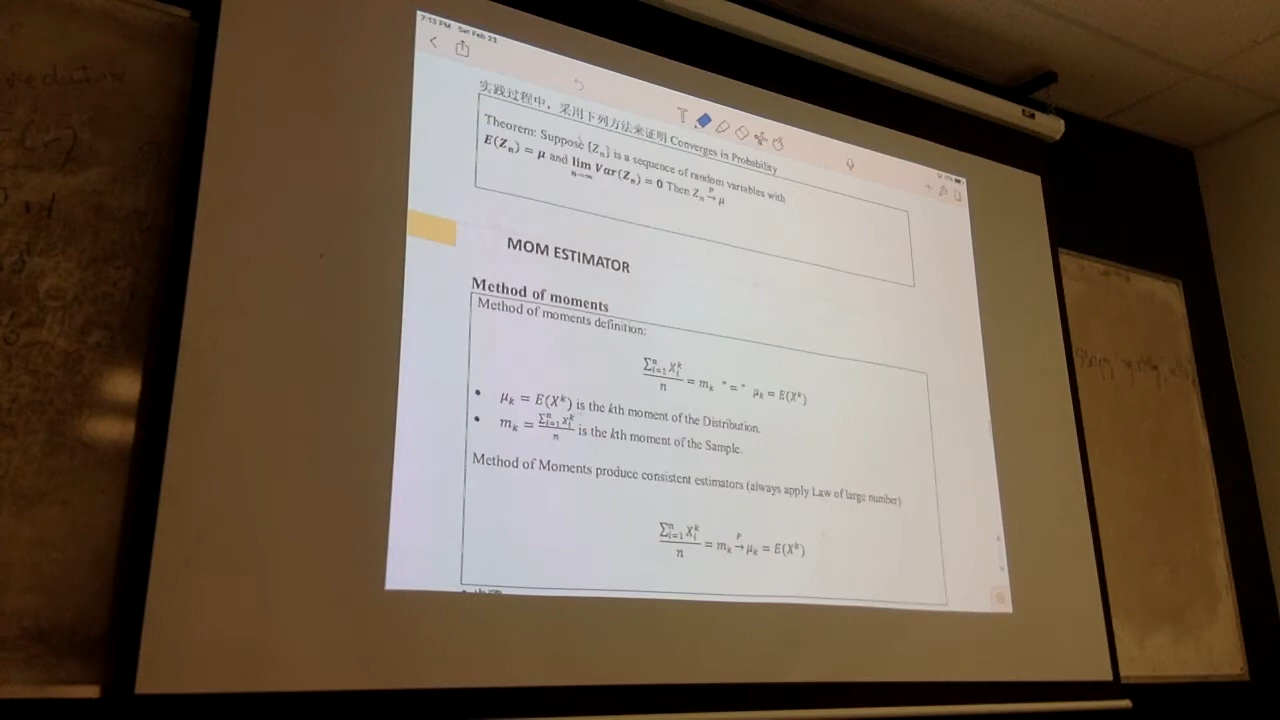 7:13 PM Sat Feb 23
实践过程中,采用下列方法来证明 Converges in Probability
Theorem: Suppose {Zₙ} is a sequence of random variables with
E(Zₙ) = μ and lim n→∞ Var(Zₙ) = 0 Then Zₙ →ᵖ μ
MOM ESTIMATOR
Method of moments
Method of moments definition:
∑ⁿᵢ₌₁ Xᵢᵏ / n = mₖ " = " μₖ = E(Xᵏ)
• μₖ = E(Xᵏ) is the kth moment of the Distribution.
• mₖ = ∑ⁿᵢ₌₁ Xᵢᵏ / n is the kth moment of the Sample.
Method of Moments produce consistent estimators (always apply Law of large number)
∑ⁿᵢ₌₁ Xᵢᵏ / n = mₖ →ᵖ μₖ = E(Xᵏ)